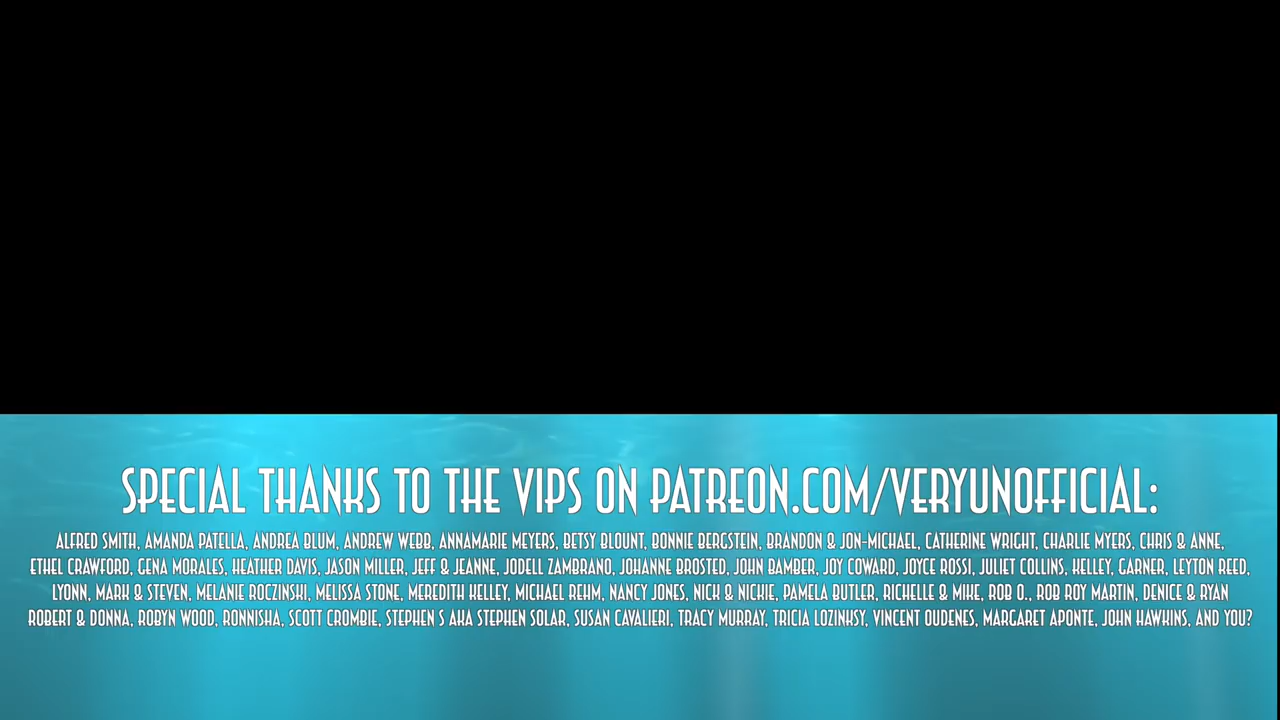 SPECIAL THANKS TO THE VIPS ON PATREON.COM/VERYUNOFFICIAL:
ALFRED SMITH, AMANDA PATELLA, ANDREA BLUM, ANDREW WEBB, ANNAMARIE MEYERS, BETSY BLOUNT, BONNIE BERGSTEIN, BRANDON & JON-MICHAEL, CATHERINE WRIGHT, CHARLIE MYERS, CHRIS & ANNE,
ETHEL CRAWFORD, GENA MORALES, HEATHER DAVIS, JASON MILLER, JEFF & JEANNE, JODELL ZAMBRANO, JOHANNE BROSTED, JOHN BAMBER, JOY COWARD, JOYCE ROSSI, JULIET COLLINS, KELLEY, GARNER, LEYTON REED,
LYONN, MARK & STEVEN, MELANIE ROCZINSKI, MELISSA STONE, MEREDITH KELLEY, MICHAEL REHM, NANCY JONES, NICK & NICKIE, PAMELA BUTLER, RICHELLE & MIKE, ROB O., ROB ROY MARTIN, DENICE & RYAN
ROBERT & DONNA, ROBYN WOOD, RONNISHA, SCOTT CROMBIE, STEPHEN S AKA STEPHEN SOLAR, SUSAN CAVALIERI, TRACY MURRAY, TRICIA LOZINKSY, VINCENT OUDENES, MARGARET APONTE, JOHN HAWKINS, AND YOU?